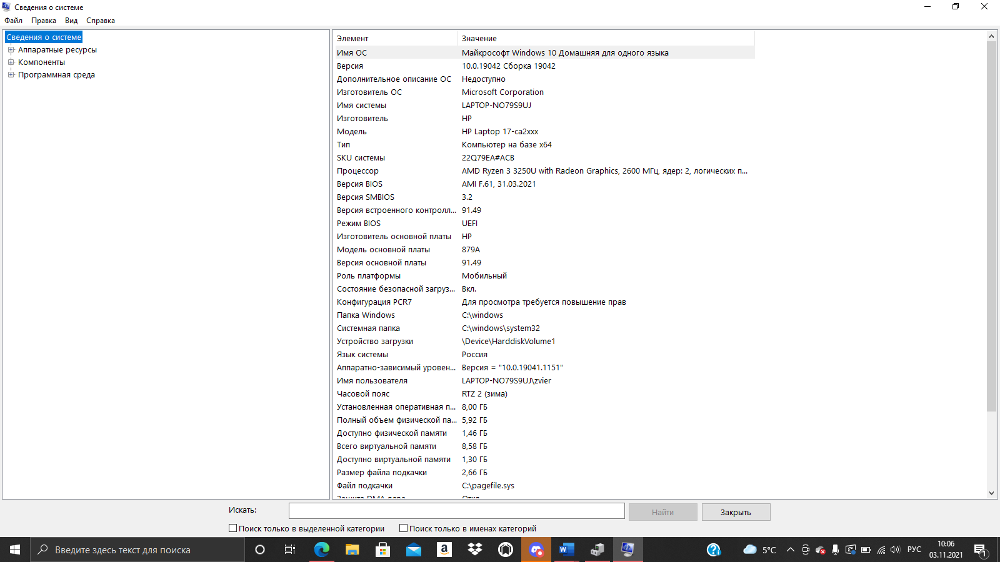 Сведения о системе
Файл Правка Вид Справка
Сведения о системе
Аппаратные ресурсы
Компоненты
Программная среда
Элемент Значение
Имя ОС Майкрософт Windows 10 Домашняя для одного языка
Версия 10.0.19042 Сборка 19042
Дополнительное описание ОС Недоступно
Изготовитель ОС Microsoft Corporation
Имя системы LAPTOP-NO79S9UJ
Изготовитель HP
Модель HP Laptop 17-ca2xxx
Тип Компьютер на базе x64
SKU системы 22Q79EA#ACB
Процессор AMD Ryzen 3 3250U with Radeon Graphics, 2600 МГц, ядер: 2, логических п...
Версия BIOS AMI F.61, 31.03.2021
Версия SMBIOS 3.2
Версия встроенного контролл... 91.49
Режим BIOS UEFI
Изготовитель основной платы HP
Модель основной платы 879A
Версия основной платы 91.49
Роль платформы Мобильный
Состояние безопасной загруз... Вкл.
Конфигурация PCR7 Для просмотра требуется повышение прав
Папка Windows C:\windows
Системная папка C:\windows\system32
Устройство загрузки \Device\HarddiskVolume1
Язык системы Россия
Аппаратно-зависимый уровен... Версия = "10.0.19041.1151"
Имя пользователя LAPTOP-NO79S9UJ\zvier
Часовой пояс RTZ 2 (зима)
Установленная оперативная п... 8,00 ГБ
Полный объем физической па... 5,92 ГБ
Доступно физической памяти 1,46 ГБ
Всего виртуальной памяти 8,58 ГБ
Доступно виртуальной памяти 1,30 ГБ
Размер файла подкачки 2,66 ГБ
Файл подкачки C:\pagefile.sys
Защита DMA ядра Откл.
Искать: Найти Закрыть
Поиск только в выделенной категории Поиск только в именах категорий
Введите здесь текст для поиска
5°C
РУС
10:06
03.11.2021
1